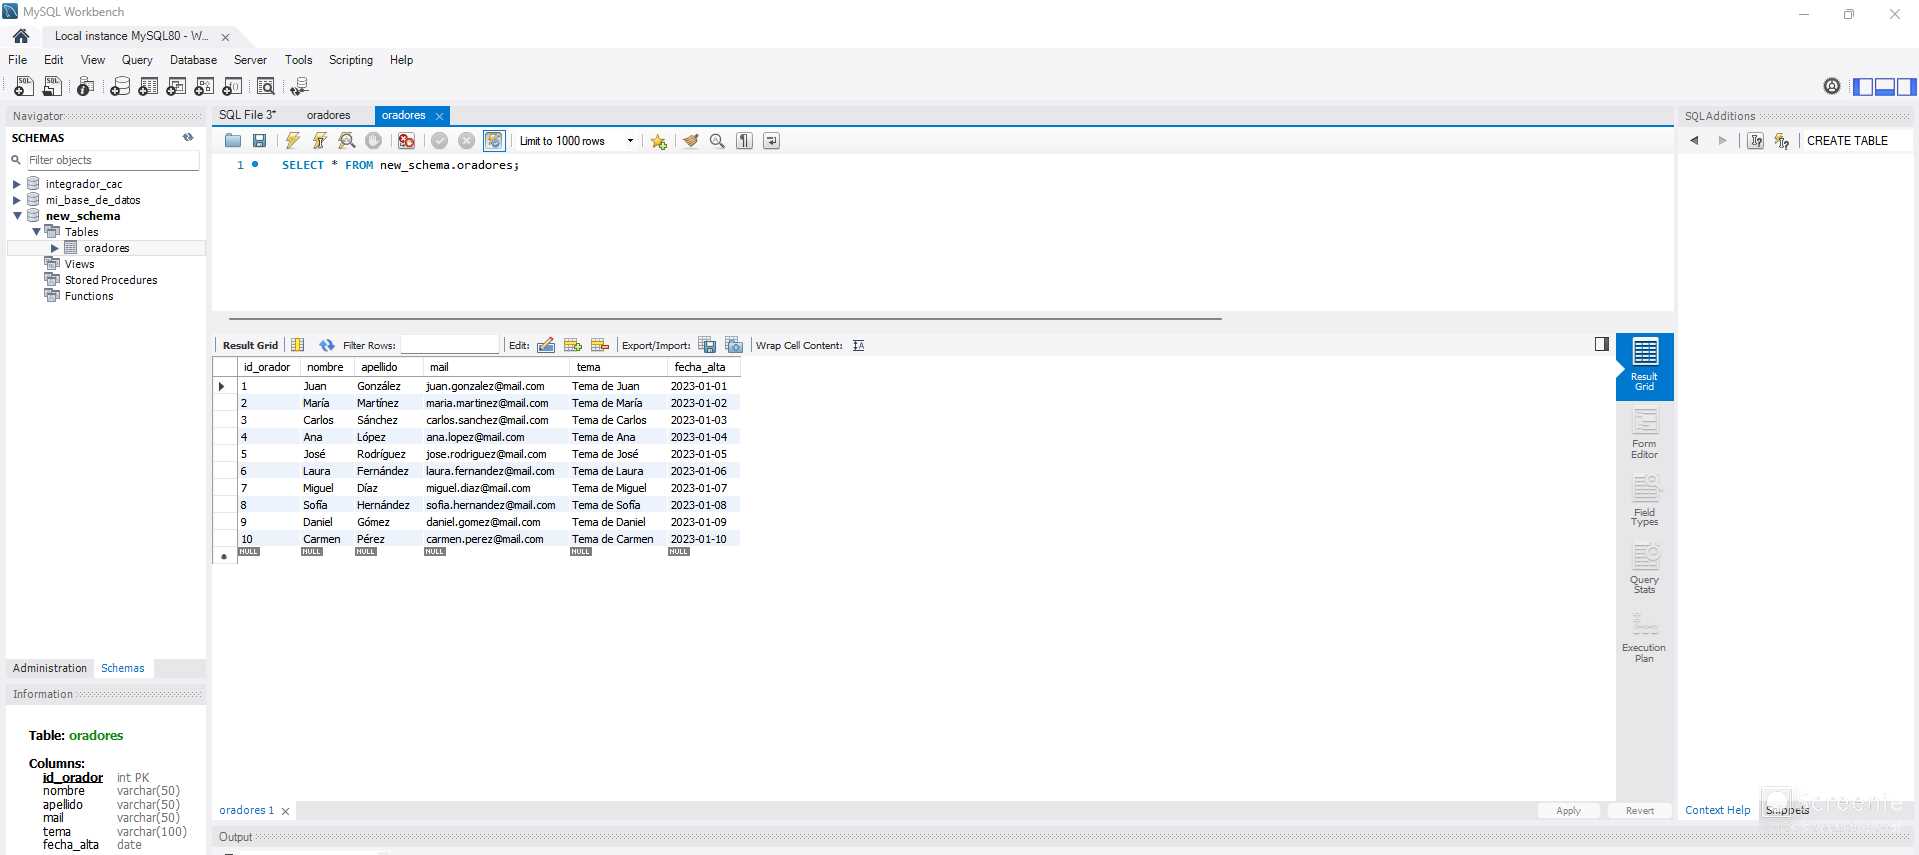 MySQL Workbench
Local instance MySQL80 - W...
File Edit View Query Database Server Tools Scripting Help
Navigator
SCHEMAS
Filter objects
integrador_cac
mi_base_de_datos
new_schema
Tables
oradores
Views
Stored Procedures
Functions
Administration Schemas
Information
Table: oradores
Columns:
id_orador int PK
nombre varchar(50)
apellido varchar(50)
mail varchar(50)
tema varchar(100)
fecha_alta date
SQL File 3* oradores oradores
Limit to 1000 rows
1 SELECT * FROM new_schema.oradores;
Result Grid Filter Rows: Edit: Export/Import: Wrap Cell Content:
id_orador nombre apellido mail tema fecha_alta
1 Juan González juan.gonzalez@mail.com Tema de Juan 2023-01-01
2 María Martínez maria.martinez@mail.com Tema de María 2023-01-02
3 Carlos Sánchez carlos.sanchez@mail.com Tema de Carlos 2023-01-03
4 Ana López ana.lopez@mail.com Tema de Ana 2023-01-04
5 José Rodríguez jose.rodriguez@mail.com Tema de José 2023-01-05
6 Laura Fernández laura.fernandez@mail.com Tema de Laura 2023-01-06
7 Miguel Díaz miguel.diaz@mail.com Tema de Miguel 2023-01-07
8 Sofía Hernández sofia.hernandez@mail.com Tema de Sofía 2023-01-08
9 Daniel Gómez daniel.gomez@mail.com Tema de Daniel 2023-01-09
10 Carmen Pérez carmen.perez@mail.com Tema de Carmen 2023-01-10
NULL NULL NULL NULL NULL NULL
Result
Grid
Form
Editor
Field
Types
Query
Stats
Execution
Plan
oradores 1
Apply Revert
Output
SQLAdditions
CREATE TABLE
Context Help Snippets
Screenie